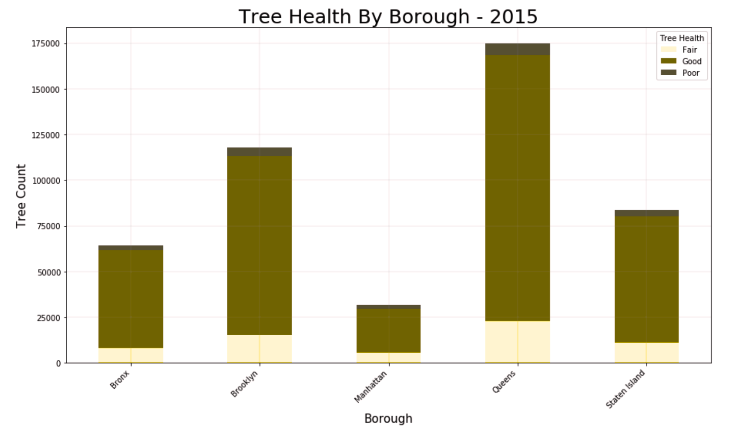 Tree Health By Borough - 2015
Tree Health
Fair
Good
Poor
Tree Count
175000
150000
125000
100000
75000
50000
25000
0
Bronx
Brooklyn
Manhattan
Queens
Staten Island
Borough